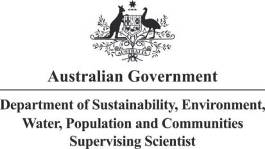 Australian Government
Department of Sustainability, Environment,
Water, Population and Communities
Supervising Scientist